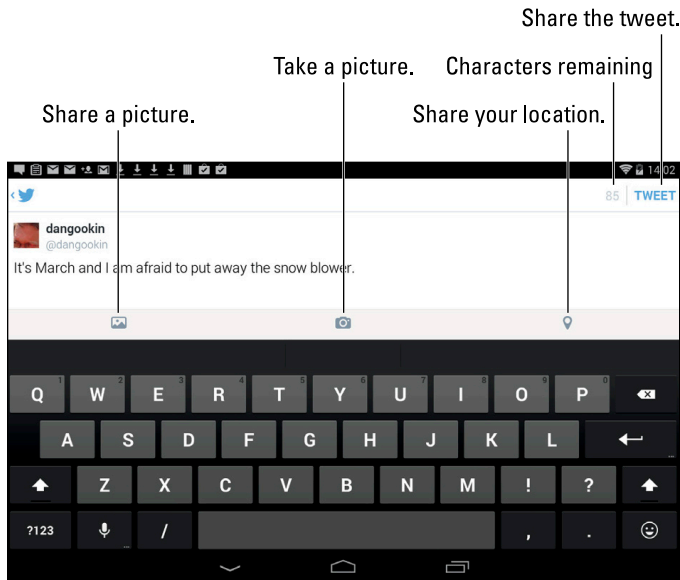 Share the tweet.
Take a picture. Characters remaining
Share a picture. Share your location.
14:02
85 TWEET
dangookin
@dangookin
It's March and I am afraid to put away the snow blower.
Q 1 W 2 E 3 R 4 T 5 Y 6 U 7 I 8 O 9 P 0
A S D F G H J K L
Z X C V B N M ! ?
?123 / , .